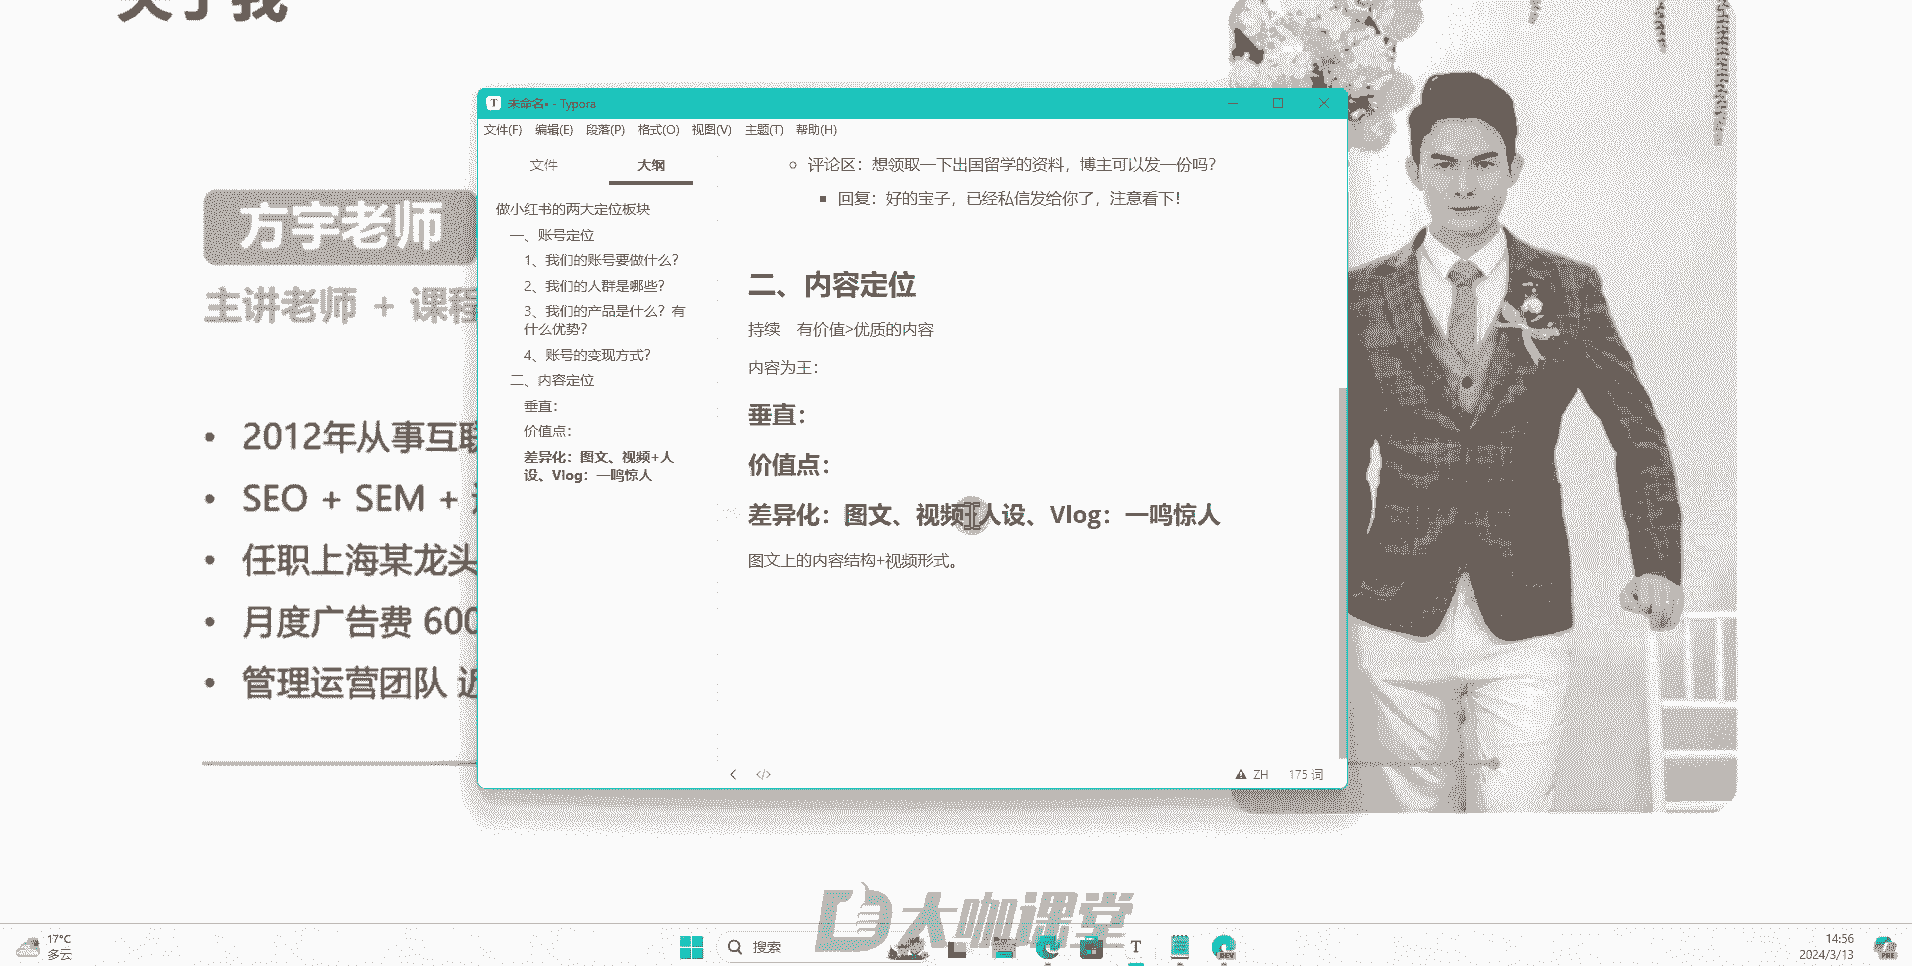 关于我
方宇老师
主讲老师 + 课程
2012年从事互联
SEO + SEM +
任职上海某龙头
月度广告费 600
管理运营团队 近
未命名• - Typora
文件(F) 编辑(E) 段落(P) 格式(O) 视图(V) 主题(T) 帮助(H)
文件 大纲
做小红书的两大定位板块
一、账号定位
1、我们的账号要做什么？
2、我们的人群是哪些？
3、我们的产品是什么？有
什么优势？
4、账号的变现方式？
二、内容定位
垂直：
价值点：
差异化：图文、视频+人
设、Vlog：一鸣惊人
评论区：想领取一下出国留学的资料，博主可以发一份吗？
回复：好的宝子，已经私信发给你了，注意看下！
二、内容定位
持续 有价值>优质的内容
内容为王：
垂直：
价值点：
差异化：图文、视频+人设、Vlog：一鸣惊人
图文上的内容结构+视频形式。
ZH 175 词
大咖课堂
17°C
多云
搜索
T
DEV
14:56
2024/3/13
PRE